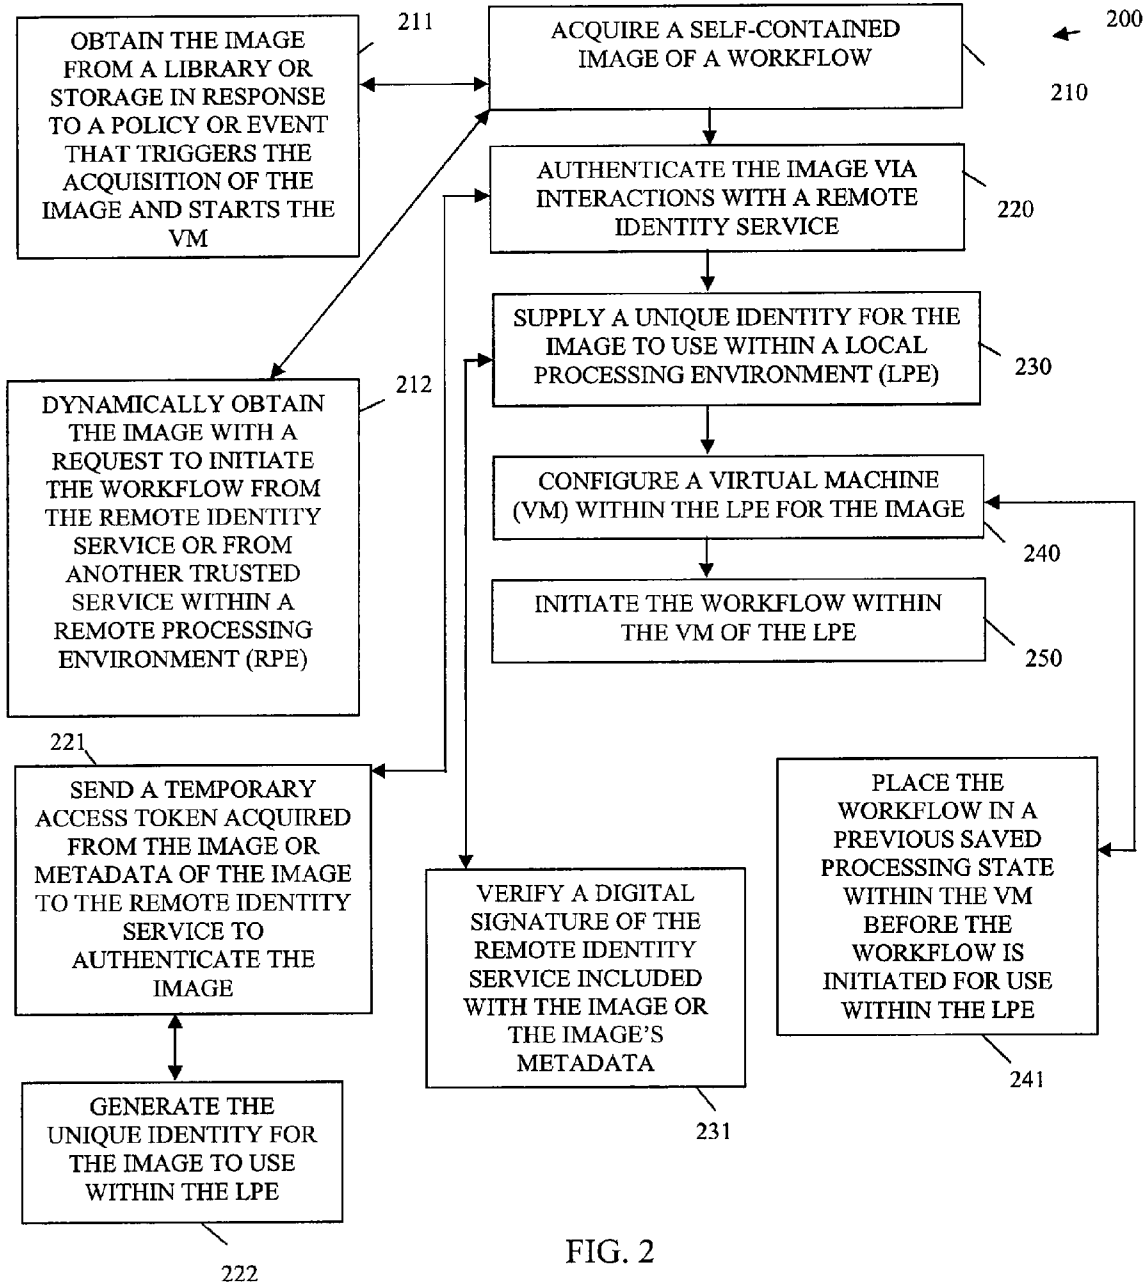 200
211
OBTAIN THE IMAGE
FROM A LIBRARY OR
STORAGE IN RESPONSE
TO A POLICY OR EVENT
THAT TRIGGERS THE
ACQUISITION OF THE
IMAGE AND STARTS THE
VM
ACQUIRE A SELF-CONTAINED
IMAGE OF A WORKFLOW
210
AUTHENTICATE THE IMAGE VIA
INTERACTIONS WITH A REMOTE
IDENTITY SERVICE
220
SUPPLY A UNIQUE IDENTITY FOR THE
IMAGE TO USE WITHIN A LOCAL
PROCESSING ENVIRONMENT (LPE)
230
212
DYNAMICALLY OBTAIN
THE IMAGE WITH A
REQUEST TO INITIATE
THE WORKFLOW FROM
THE REMOTE IDENTITY
SERVICE OR FROM
ANOTHER TRUSTED
SERVICE WITHIN A
REMOTE PROCESSING
ENVIRONMENT (RPE)
CONFIGURE A VIRTUAL MACHINE
(VM) WITHIN THE LPE FOR THE IMAGE
240
INITIATE THE WORKFLOW WITHIN
THE VM OF THE LPE
250
221
SEND A TEMPORARY
ACCESS TOKEN ACQUIRED
FROM THE IMAGE OR
METADATA OF THE IMAGE
TO THE REMOTE IDENTITY
SERVICE TO
AUTHENTICATE THE
IMAGE
VERIFY A DIGITAL
SIGNATURE OF THE
REMOTE IDENTITY
SERVICE INCLUDED
WITH THE IMAGE OR
THE IMAGE'S
METADATA
231
PLACE THE
WORKFLOW IN A
PREVIOUS SAVED
PROCESSING STATE
WITHIN THE VM
BEFORE THE
WORKFLOW IS
INITIATED FOR USE
WITHIN THE LPE
241
GENERATE THE
UNIQUE IDENTITY FOR
THE IMAGE TO USE
WITHIN THE LPE
222
FIG. 2